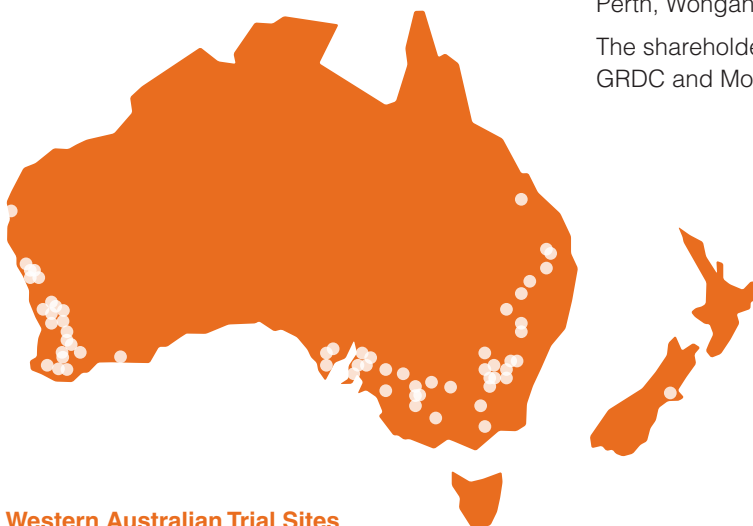 Perth, Wongan
The shareholde
GRDC and Mo
Western Australian Trial Sites